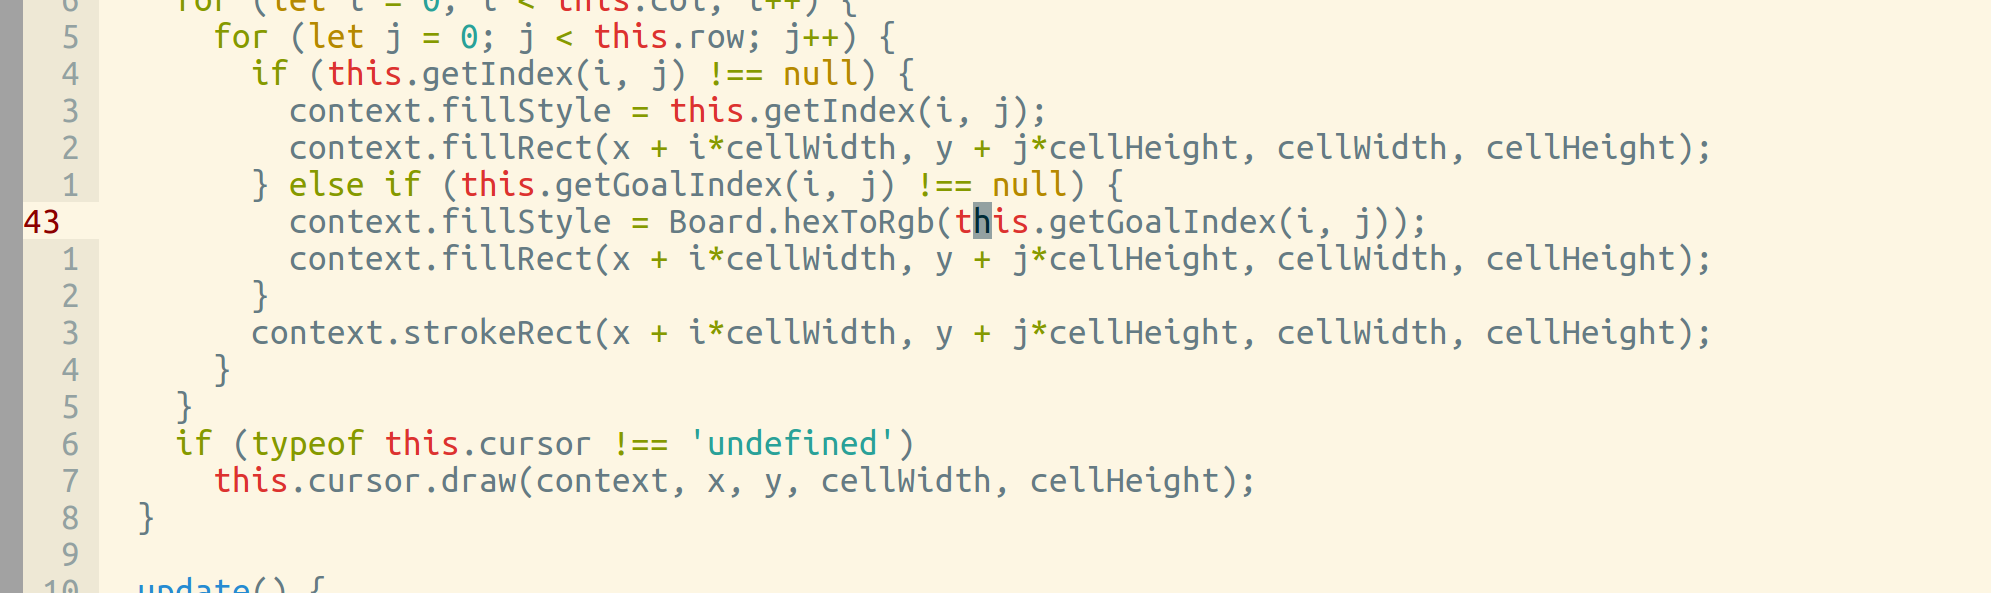 6 for (let i = 0; i < this.col; i++) {
5 for (let j = 0; j < this.row; j++) {
4 if (this.getIndex(i, j) !== null) {
3 context.fillStyle = this.getIndex(i, j);
2 context.fillRect(x + i*cellWidth, y + j*cellHeight, cellWidth, cellHeight);
1 } else if (this.getGoalIndex(i, j) !== null) {
43 context.fillStyle = Board.hexToRgb(this.getGoalIndex(i, j));
1 context.fillRect(x + i*cellWidth, y + j*cellHeight, cellWidth, cellHeight);
2 }
3 context.strokeRect(x + i*cellWidth, y + j*cellHeight, cellWidth, cellHeight);
4 }
5 }
6 if (typeof this.cursor !== 'undefined')
7 this.cursor.draw(context, x, y, cellWidth, cellHeight);
8 }
9
10 update() {